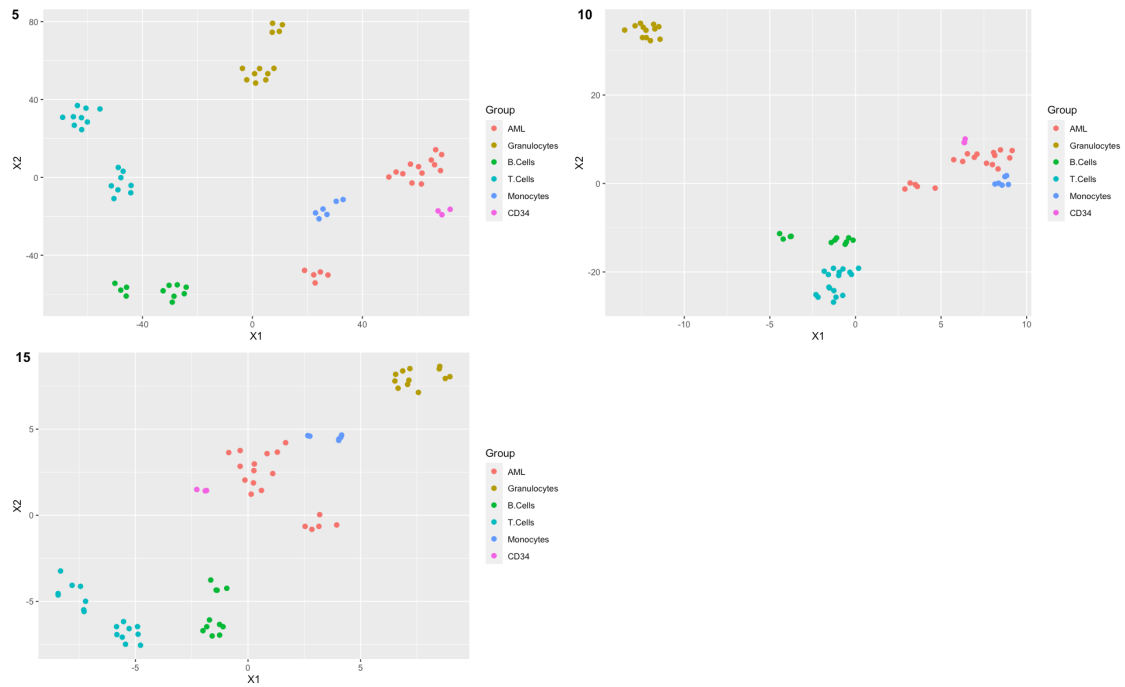 5
80
40
0
-40
-40
0
40
X1
X2
Group
AML
Granulocytes
B.Cells
T.Cells
Monocytes
CD34
10
20
0
-20
-10
-5
0
5
10
X1
X2
Group
AML
Granulocytes
B.Cells
T.Cells
Monocytes
CD34
15
5
0
-5
-5
0
5
X1
X2
Group
AML
Granulocytes
B.Cells
T.Cells
Monocytes
CD34